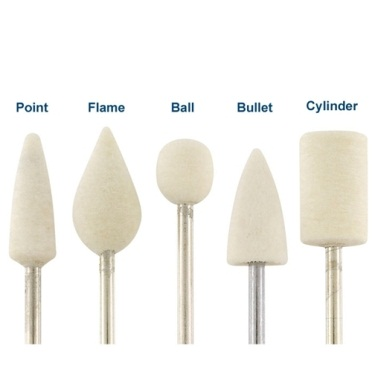 Point
Flame
Ball
Bullet
Cylinder